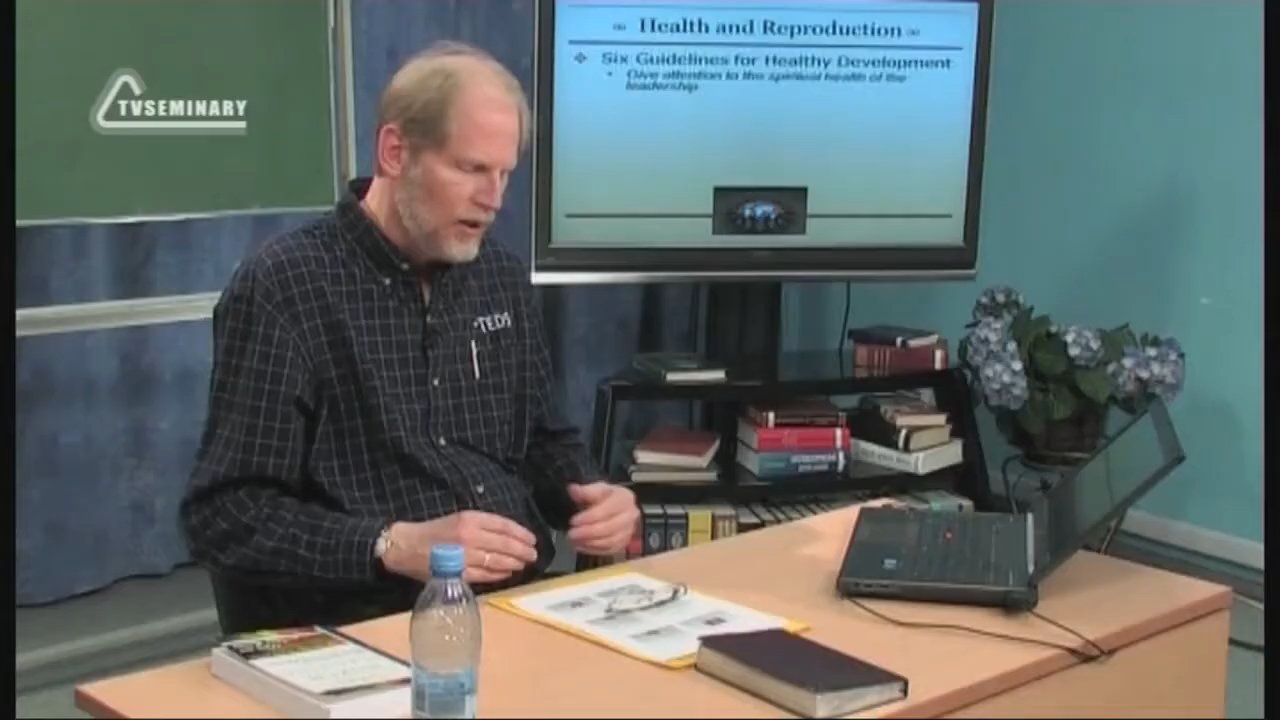 TVSEMINARY
Health and Reproduction
Six Guidelines for Healthy Development
Give attention to the spiritual health of the
leadership
TEDS